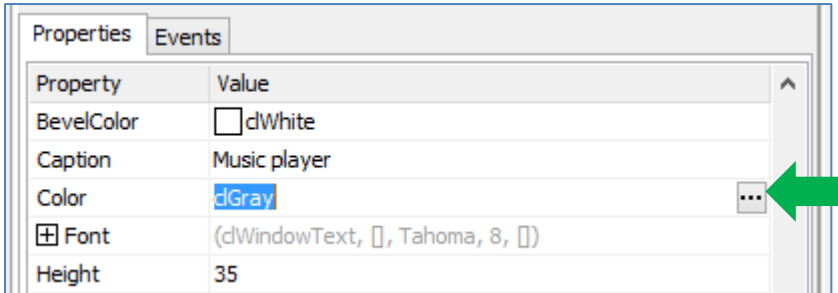 Properties Events
Property Value
BevelColor clWhite
Caption Music player
Color clGray ...
Font (clWindowText, [], Tahoma, 8, [])
Height 35